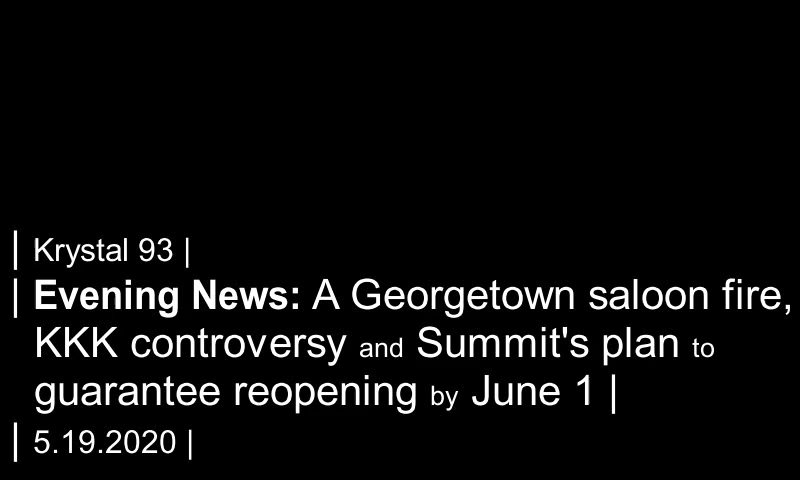 | Krystal 93 |
| Evening News: A Georgetown saloon fire,
KKK controversy and Summit's plan to
guarantee reopening by June 1 |
| 5.19.2020 |